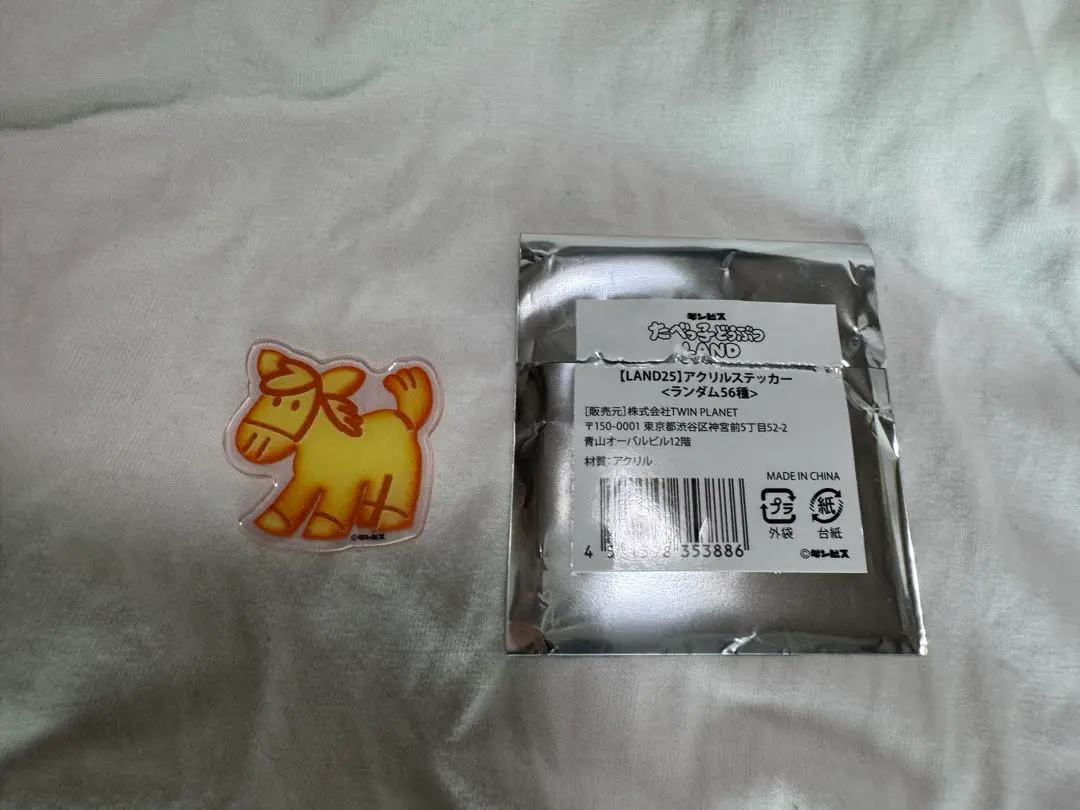 ©ギンビス
ギンビス
たべっ子どうぶつ
LAND
【LAND25】アクリルステッカー
<ランダム56種>
[販売元]株式会社TWIN PLANET
〒150-0001 東京都渋谷区神宮前5丁目52-2
青山オーバルビル12階
材質：アクリル
MADE IN CHINA
プラ 紙
外袋 台紙
353886
©ギンビス